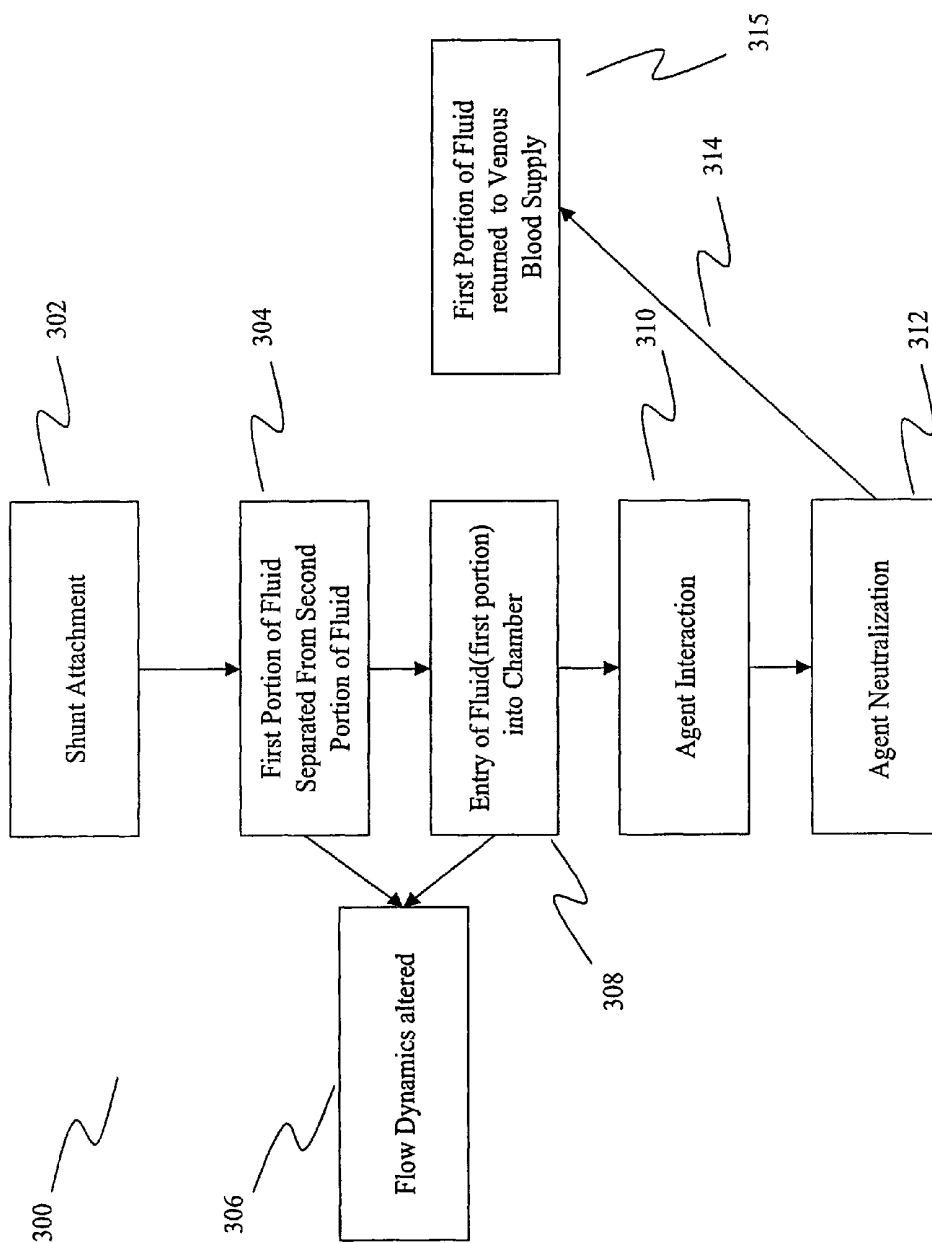 300
302
Shunt Attachment
304
First Portion of Fluid
Separated From Second
Portion of Fluid
306
Flow Dynamics altered
308
Entry of Fluid(first portion)
into Chamber
310
Agent Interaction
312
Agent Neutralization
314
315
First Portion of Fluid
returned to Venous
Blood Supply